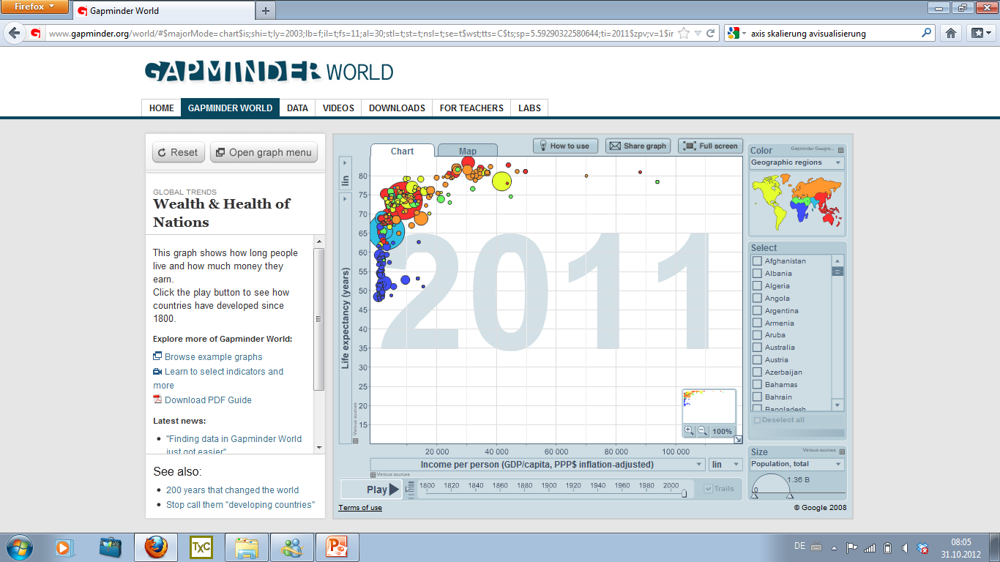 Firefox
Gapminder World
www.gapminder.org/world/#$majorMode=chart$is;shi=t;ly=2003;lb=f;il=t;fs=11;al=30;stl=t;st=t;nsl=t;se=t$wst;tts=C$ts;sp=5.59290322580644;ti=2011$zpv;v=1$in
axis skalierung avisualisierung
GAPMINDER WORLD
HOME GAPMINDER WORLD DATA VIDEOS DOWNLOADS FOR TEACHERS LABS
Reset Open graph menu
GLOBAL TRENDS
Wealth & Health of
Nations
This graph shows how long people
live and how much money they
earn.
Click the play button to see how
countries have developed since
1800.
Explore more of Gapminder World:
Browse example graphs
Learn to select indicators and
more
Download PDF Guide
Latest news:
"Finding data in Gapminder World
just got easier"
See also:
200 years that changed the world
Stop call them "developing countries"
Chart Map
How to use Share graph Full screen
lin
Life expectancy (years)
Various sources
80
75
70
65
60
55
50
45
40
35
30
25
20
15
2011
100%
20 000 40 000 60 000 80 000 100 000
Income per person (GDP/capita, PPP$ inflation-adjusted) lin
Various sources
Play 1800 1820 1840 1860 1880 1900 1920 1940 1960 1980 2000 Trails
Terms of use
© Google 2008
Color Gapminder Geogra...
Geographic regions
Select
Afghanistan
Albania
Algeria
Angola
Argentina
Armenia
Aruba
Australia
Austria
Azerbaijan
Bahamas
Bahrain
Bangladesh
Deselect all
Size Various sources
Population, total
1.36 B
0
TXC
DE
08:05
31.10.2012